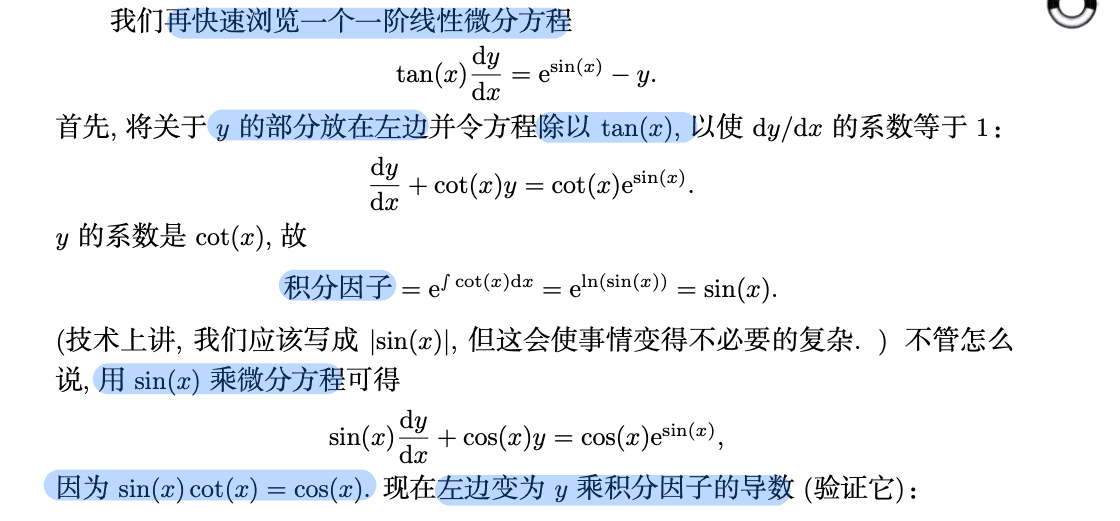 我们再快速浏览一个一阶线性微分方程
tan(x) dy/dx = e^{sin(x)} − y.
首先, 将关于 y 的部分放在左边并令方程除以 tan(x), 以使 dy/dx 的系数等于 1:
dy/dx + cot(x)y = cot(x)e^{sin(x)}.
y 的系数是 cot(x), 故
积分因子 = e^{∫ cot(x)dx} = e^{ln(sin(x))} = sin(x).
(技术上讲, 我们应该写成 |sin(x)|, 但这会使事情变得不必要的复杂. ) 不管怎么
说, 用 sin(x) 乘微分方程可得
sin(x) dy/dx + cos(x)y = cos(x)e^{sin(x)},
因为 sin(x) cot(x) = cos(x). 现在左边变为 y 乘积分因子的导数 (验证它):